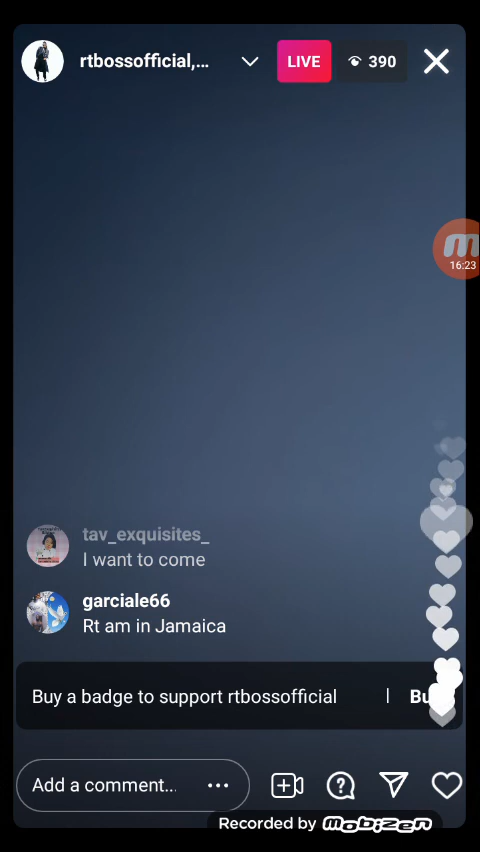 rtbossofficial,...
LIVE
390
16:23
tav_exquisites_
I want to come
garciale66
Rt am in Jamaica
Buy a badge to support rtbossofficial
Add a comment...
Recorded by mobizen